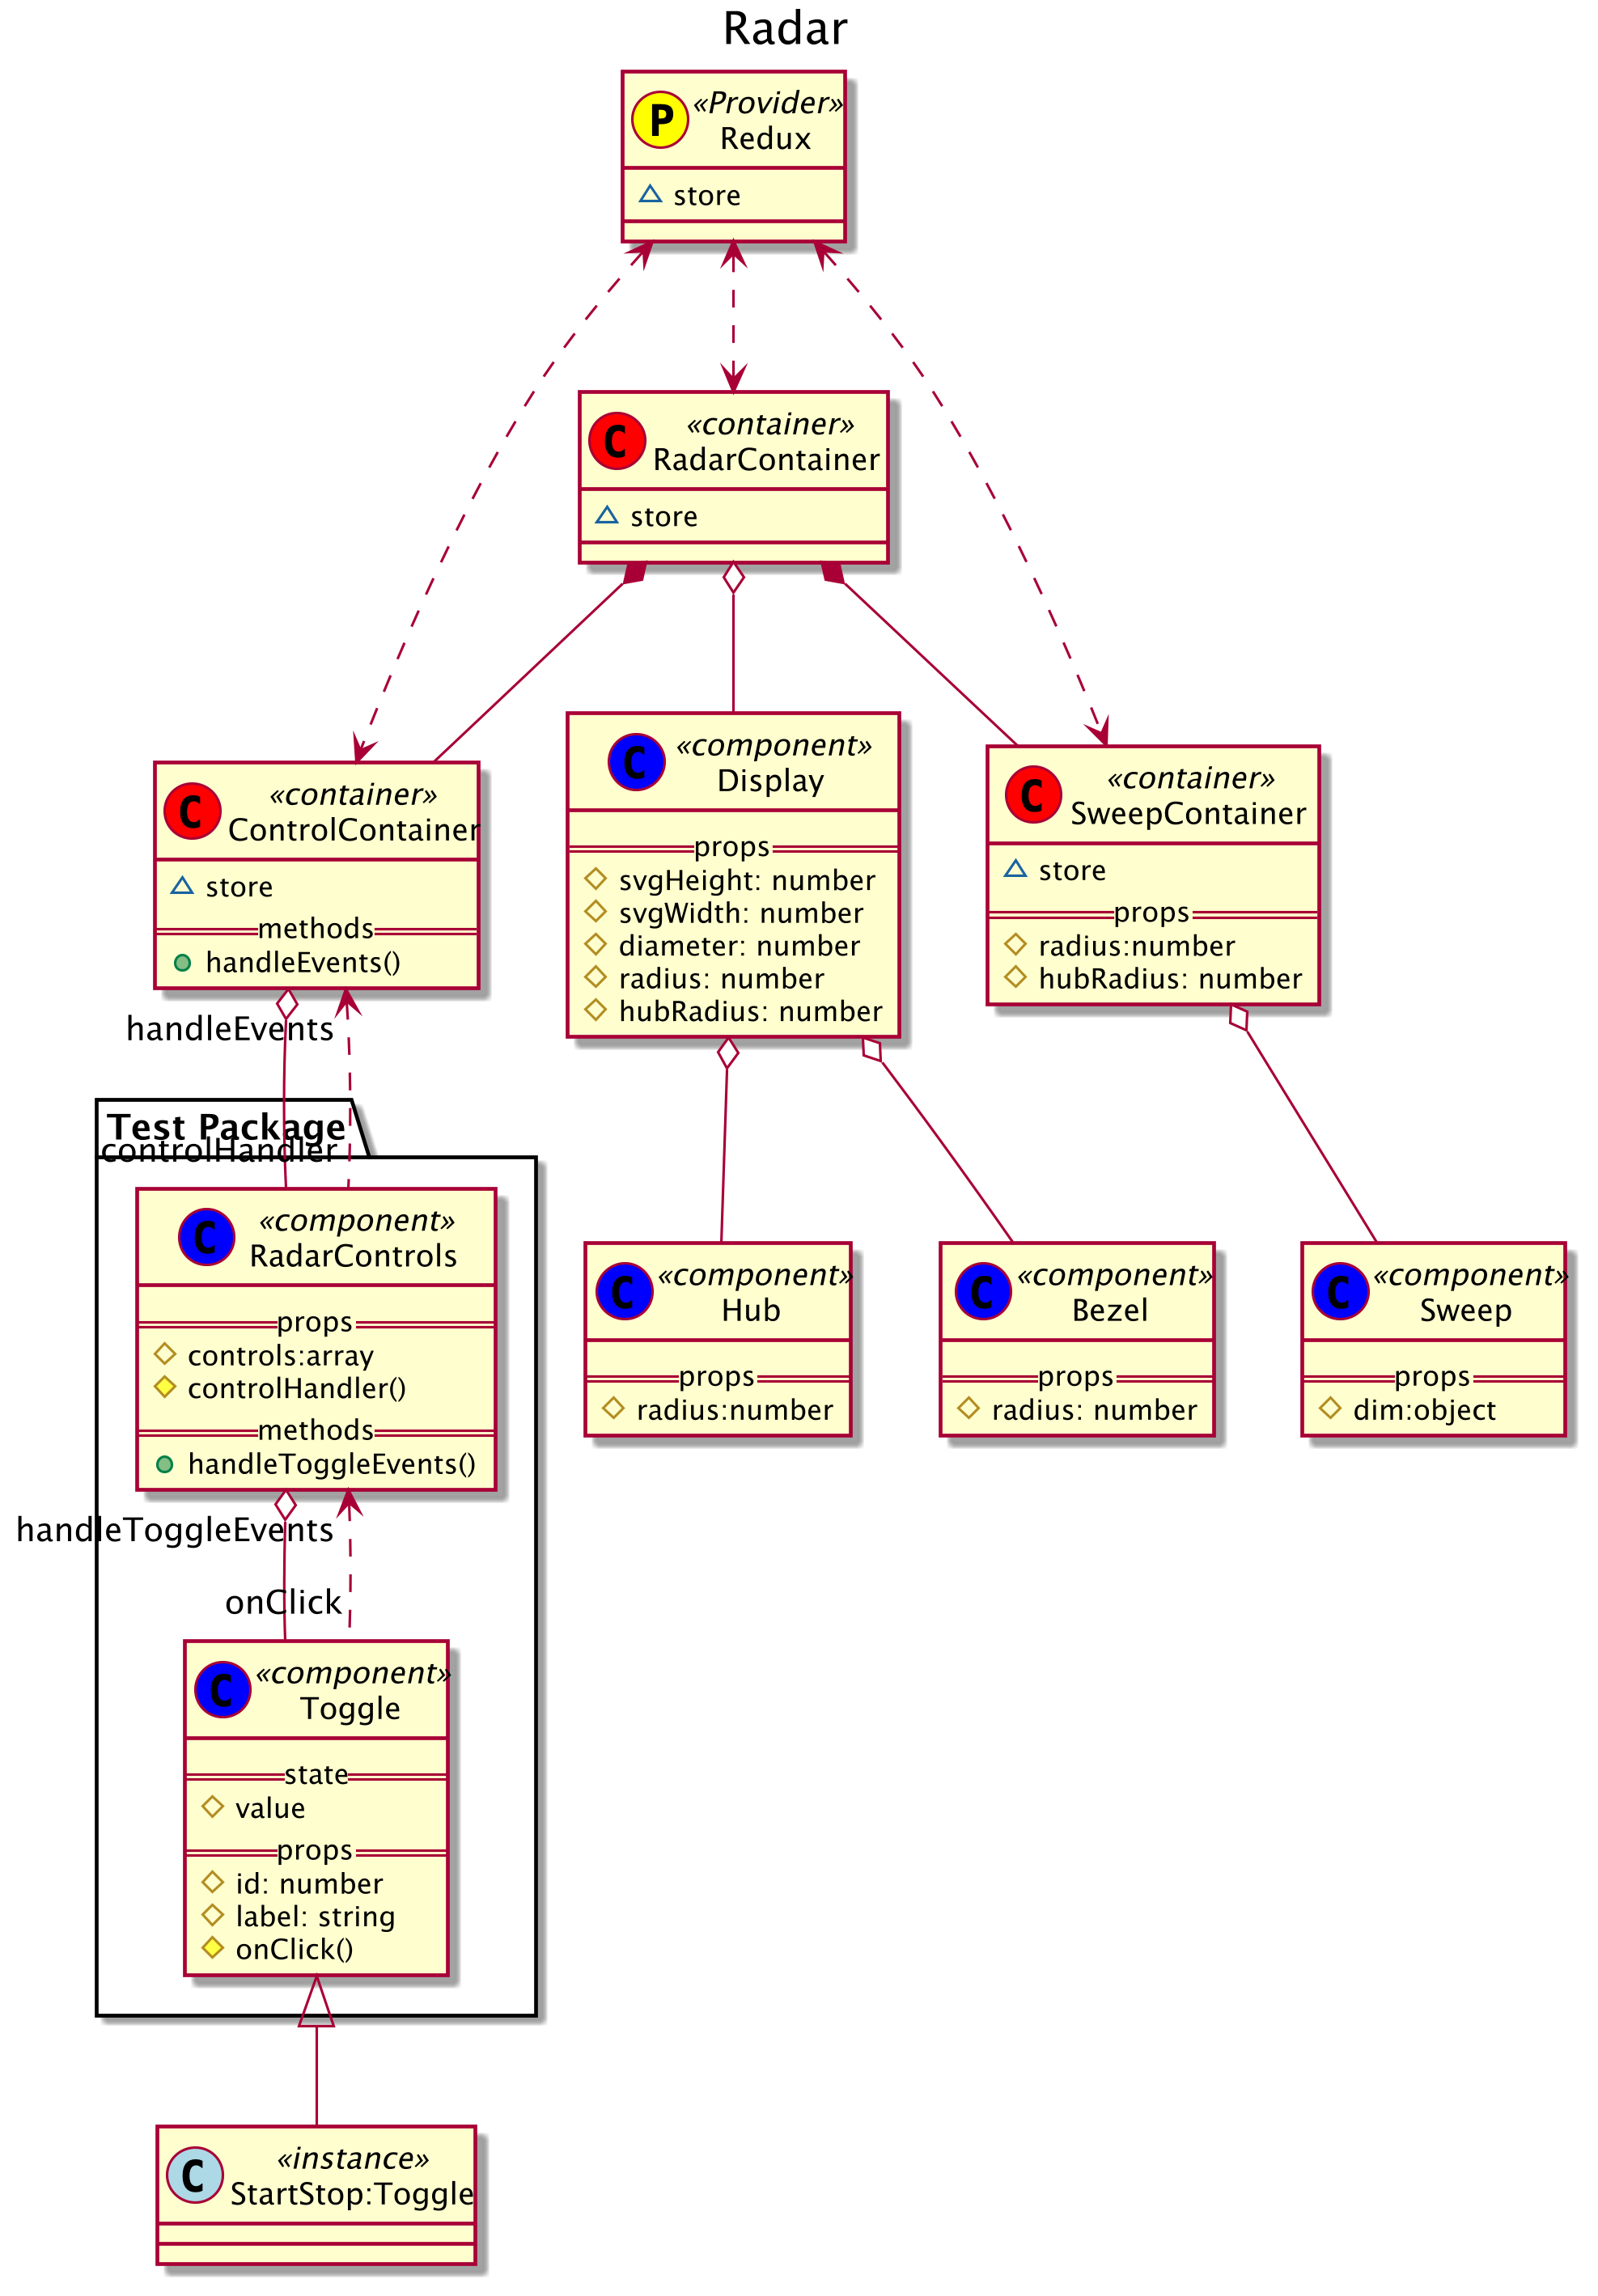 Radar
P
«Provider»
Redux
store
C
«container»
RadarContainer
store
C
«container»
ControlContainer
store
methods
handleEvents()
C
«component»
Display
props
svgHeight: number
svgWidth: number
diameter: number
radius: number
hubRadius: number
C
«container»
SweepContainer
store
props
radius:number
hubRadius: number
handleEvents
Test Package
controlHandler
C
«component»
RadarControls
props
controls:array
controlHandler()
methods
handleToggleEvents()
C
«component»
Hub
props
radius:number
C
«component»
Bezel
props
radius: number
C
«component»
Sweep
props
dim:object
handleToggleEvents
onClick
C
«component»
Toggle
state
value
props
id: number
label: string
onClick()
C
«instance»
StartStop:Toggle